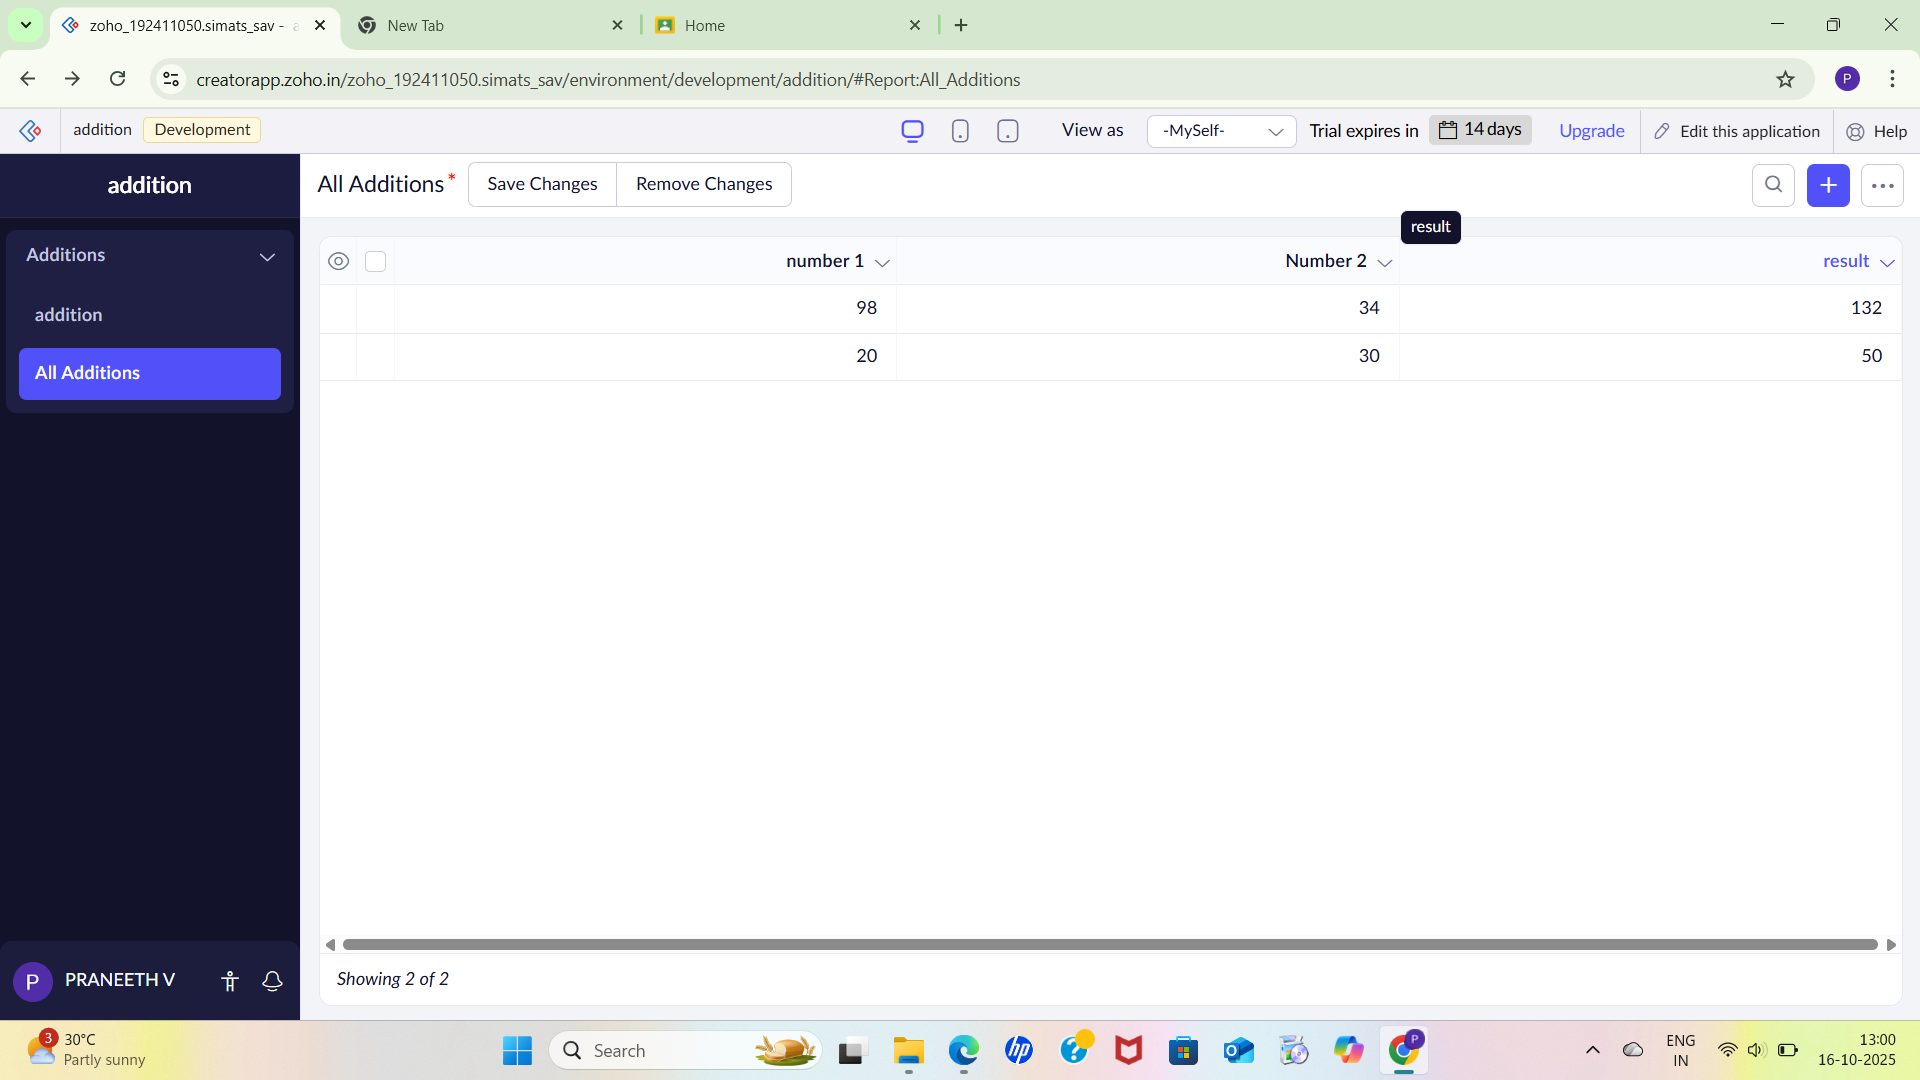 zoho_192411050.simats_sav - a
New Tab
Home
creatorapp.zoho.in/zoho_192411050.simats_sav/environment/development/addition/#Report:All_Additions
P
addition
Development
View as
-MySelf-
Trial expires in
14 days
Upgrade
Edit this application
Help
addition
All Additions *
Save Changes
Remove Changes
result
Additions
addition
All Additions
number 1
Number 2
result
98
34
132
20
30
50
Showing 2 of 2
P
PRANEETH V
3
30°C
Partly sunny
Search
P
ENG
IN
13:00
16-10-2025